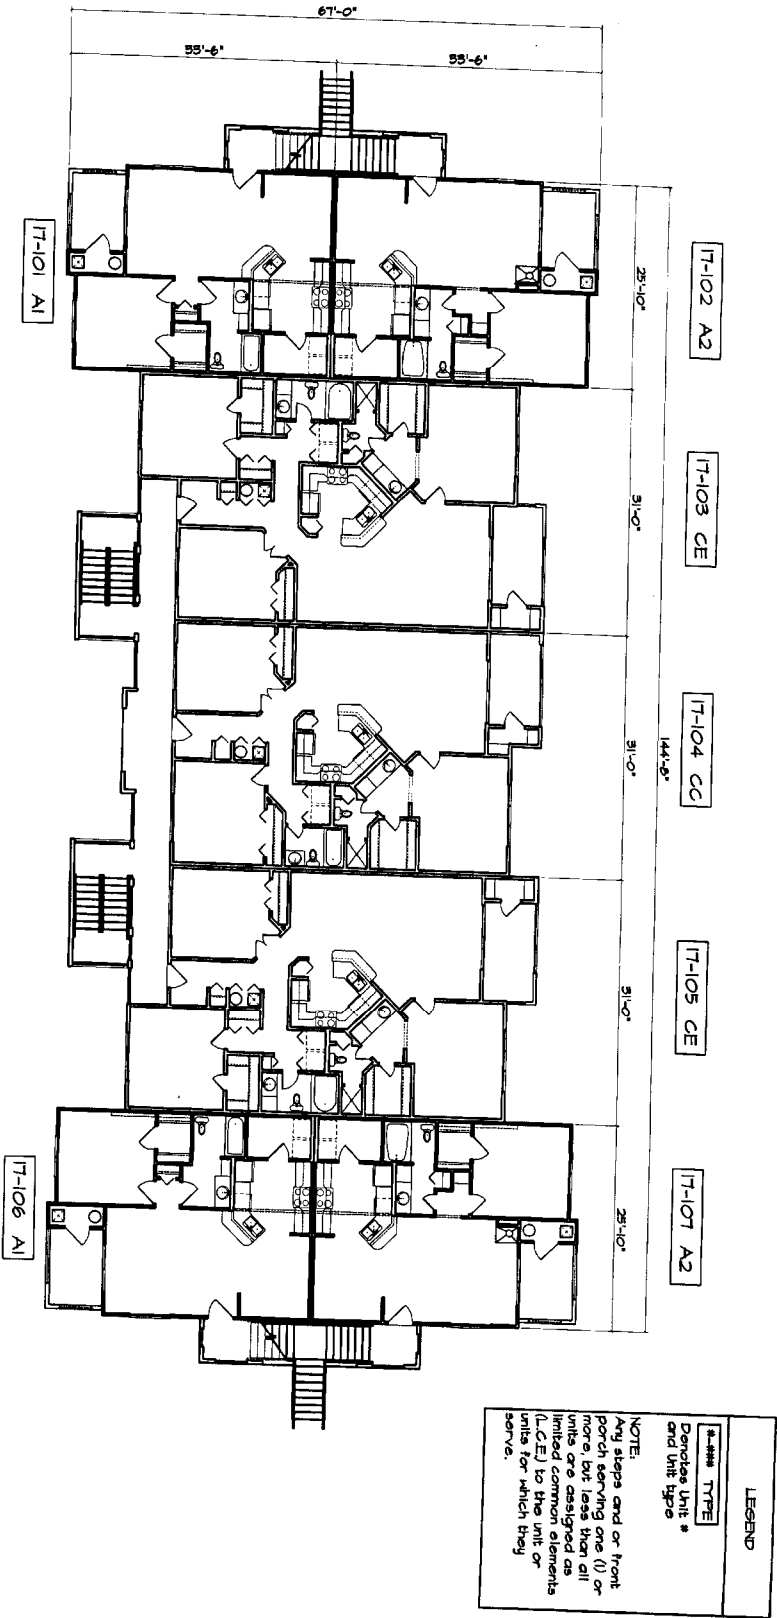 67'-0"
33'-6"
33'-6"
17-101 A1
17-102 A2
25'-10"
17-103 CE
31'-0"
17-104 CC
31'-0"
144'-8"
17-105 CE
31'-0"
17-106 A1
17-107 A2
25'-10"
LEGEND
#-### TYPE
Denotes Unit #
and Unit type
NOTE:
Any steps and or front
porch serving one (1) or
more, but less than all
units are assigned as
limited common elements
(L.C.E.) to the unit or
units for which they
serve.